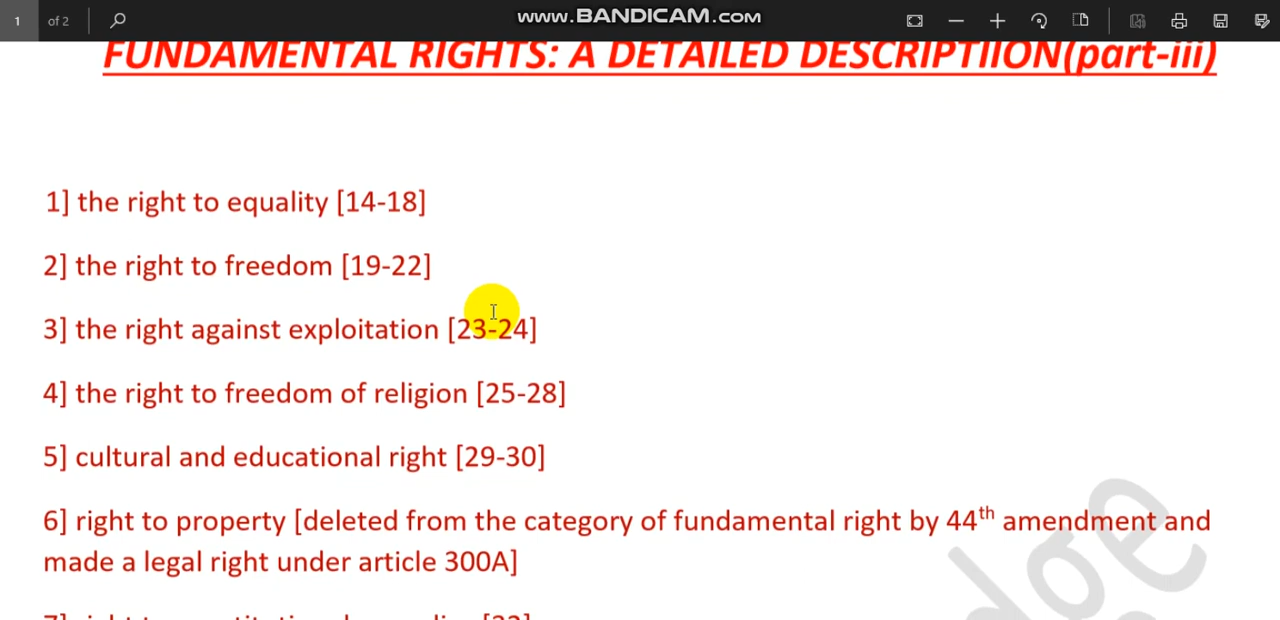 1 of 2
www.BANDICAM.com
FUNDAMENTAL RIGHTS: A DETAILED DESCRIPTIION(part-iii)
1] the right to equality [14-18]
2] the right to freedom [19-22]
3] the right against exploitation [23-24]
4] the right to freedom of religion [25-28]
5] cultural and educational right [29-30]
6] right to property [deleted from the category of fundamental right by 44th amendment and
made a legal right under article 300A]